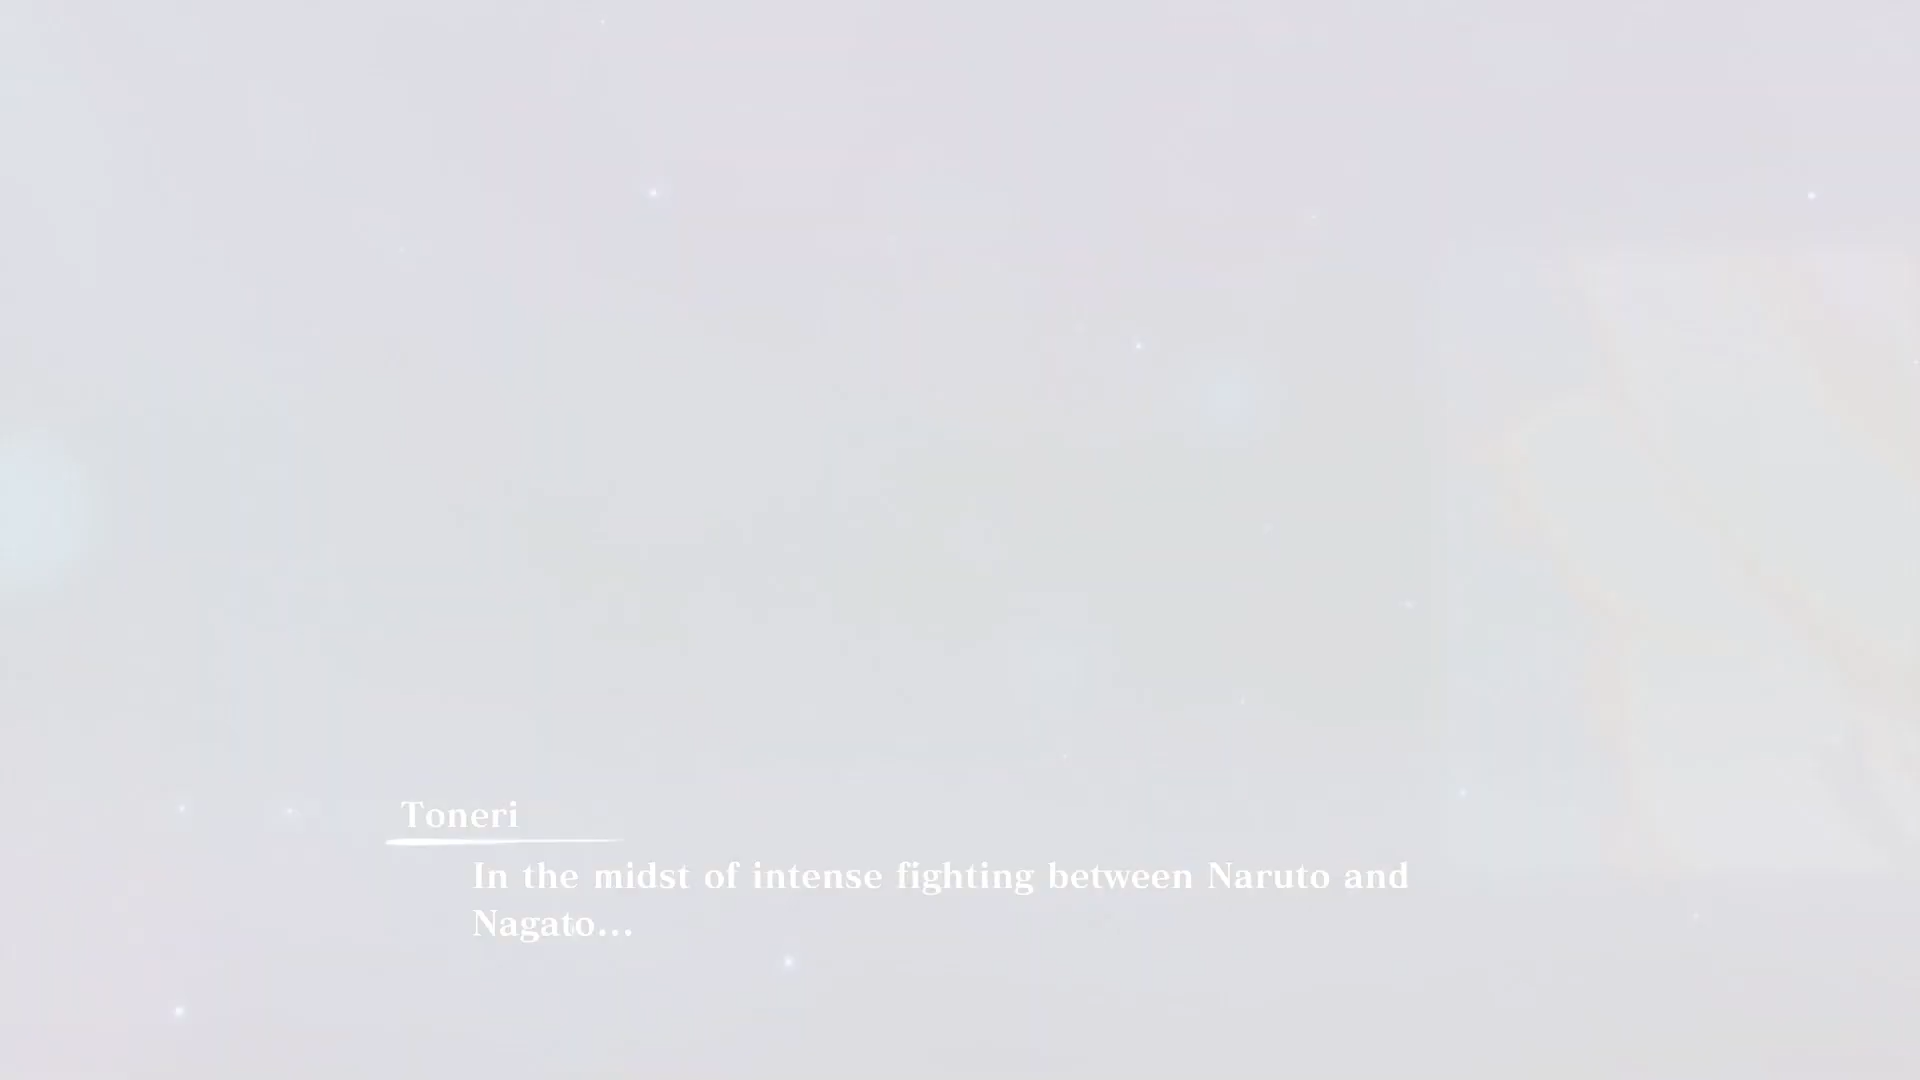 Toneri
In the midst of intense fighting between Naruto and
Nagato...